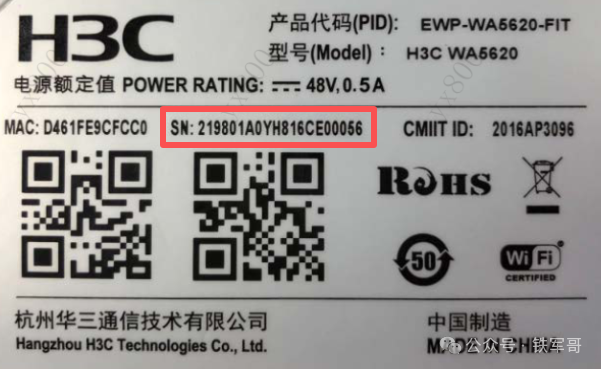 H3C
产品代码(PID): EWP-WA5620-FIT
型号(Model): H3C WA5620
电源额定值 POWER RATING: 48V, 0.5A
MAC: D461FE9CFCC0
SN: 219801A0YH816CE00056
CMIIT ID: 2016AP3096
RoHS
50
Wi Fi
CERTIFIED
杭州华三通信技术有限公司
Hangzhou H3C Technologies Co., Ltd.
中国制造
公众号 · 铁军哥